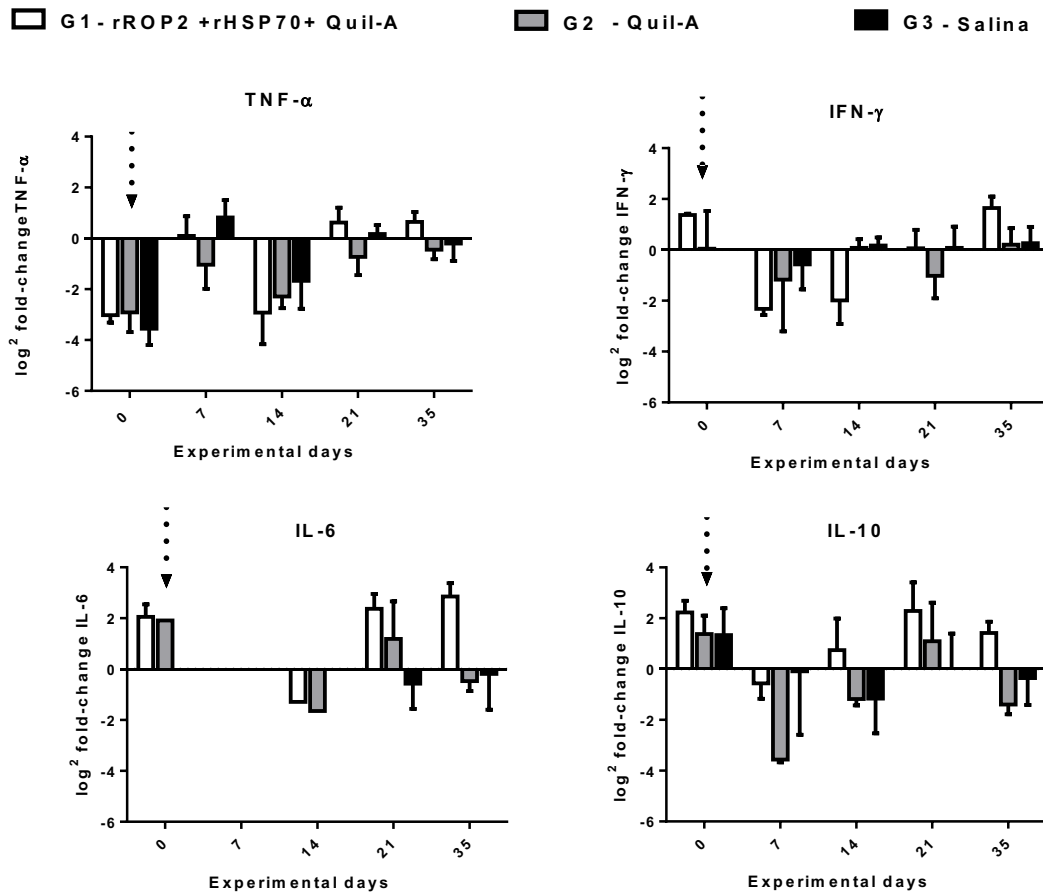 G1 - rROP2 +rHSP70+ Quil-A
G2 - Quil-A
G3 - Salina
TNF-α
log² fold-change TNF-α
4
2
0
-2
-4
-6
0
7
14
21
35
Experimental days
IFN-γ
log² fold-change IFN-γ
4
2
0
-2
-4
-6
0
7
14
21
35
Experimental days
IL-6
log² fold-change IL-6
4
2
0
-2
-4
-6
0
7
14
21
35
Experimental days
IL-10
log² fold-change IL-10
4
2
0
-2
-4
-6
0
7
14
21
35
Experimental days